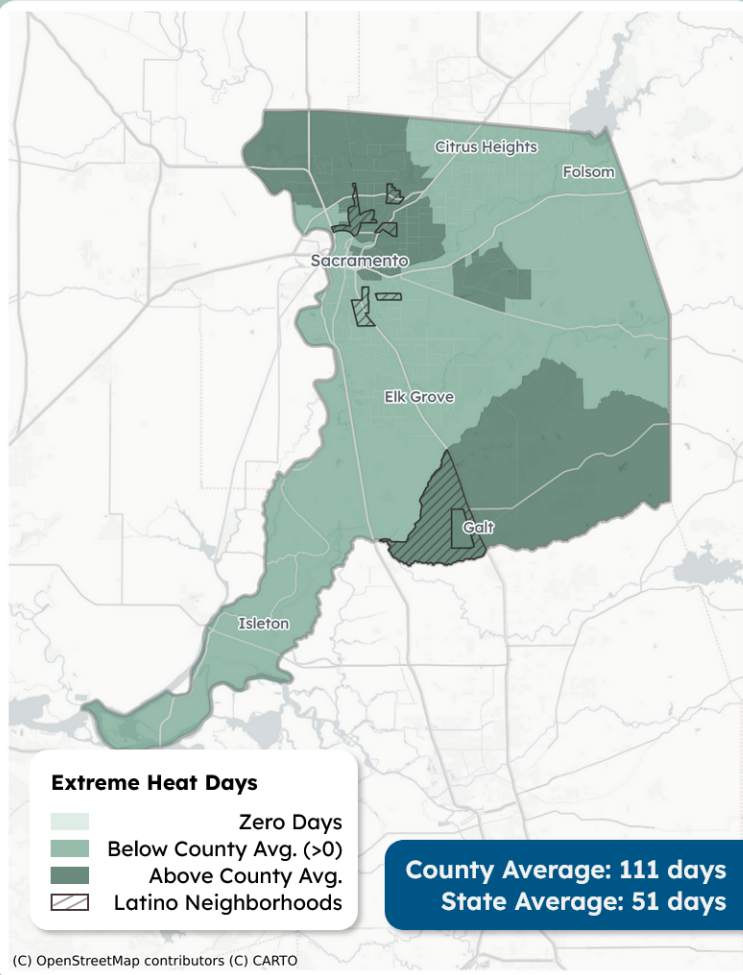 Citrus Heights
Folsom
Sacramento
Elk Grove
Galt
Isleton
Extreme Heat Days
Zero Days
Below County Avg. (>0)
Above County Avg.
Latino Neighborhoods
County Average: 111 days
State Average: 51 days
(C) OpenStreetMap contributors (C) CARTO